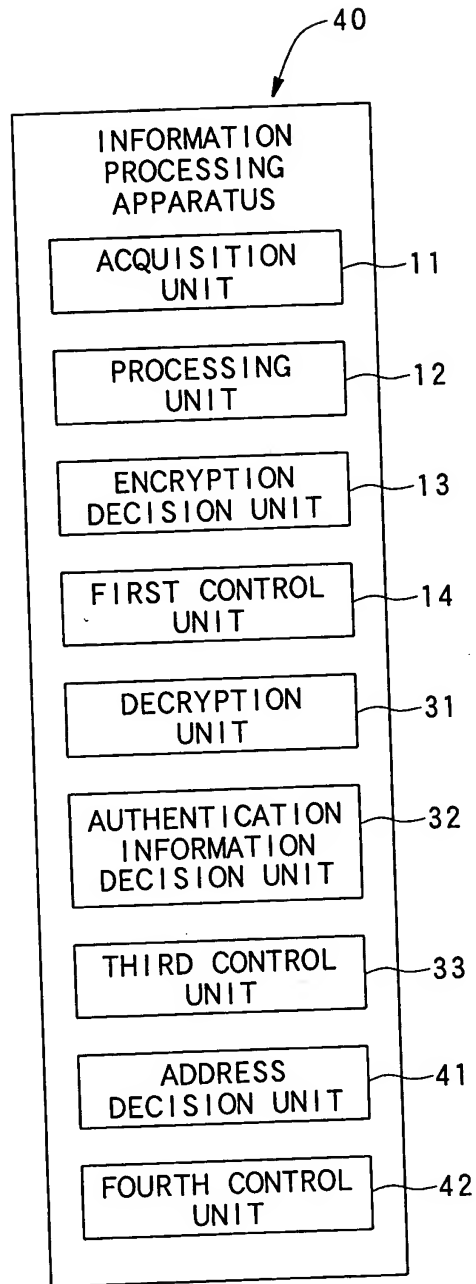 40
INFORMATION
PROCESSING
APPARATUS
ACQUISITION
UNIT
11
PROCESSING
UNIT
12
ENCRYPTION
DECISION UNIT
13
FIRST CONTROL
UNIT
14
DECRYPTION
UNIT
31
AUTHENTICATION
INFORMATION
DECISION UNIT
32
THIRD CONTROL
UNIT
33
ADDRESS
DECISION UNIT
41
FOURTH CONTROL
UNIT
42